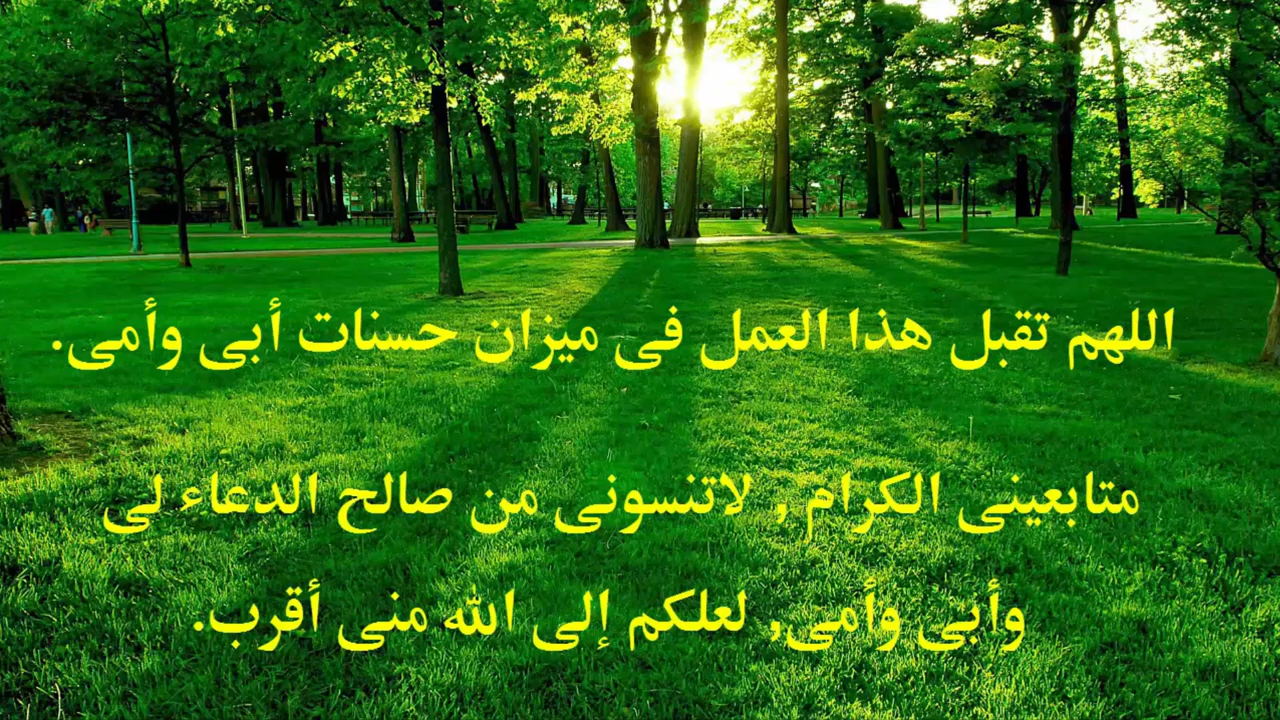 اللهم تقبل هذا العمل فى ميزان حسنات أبى وأمى.
متابعينى الكرام , لاتنسونى من صالح الدعاء لى
وأبى وأمى, لعلكم إلى الله منى أقرب.